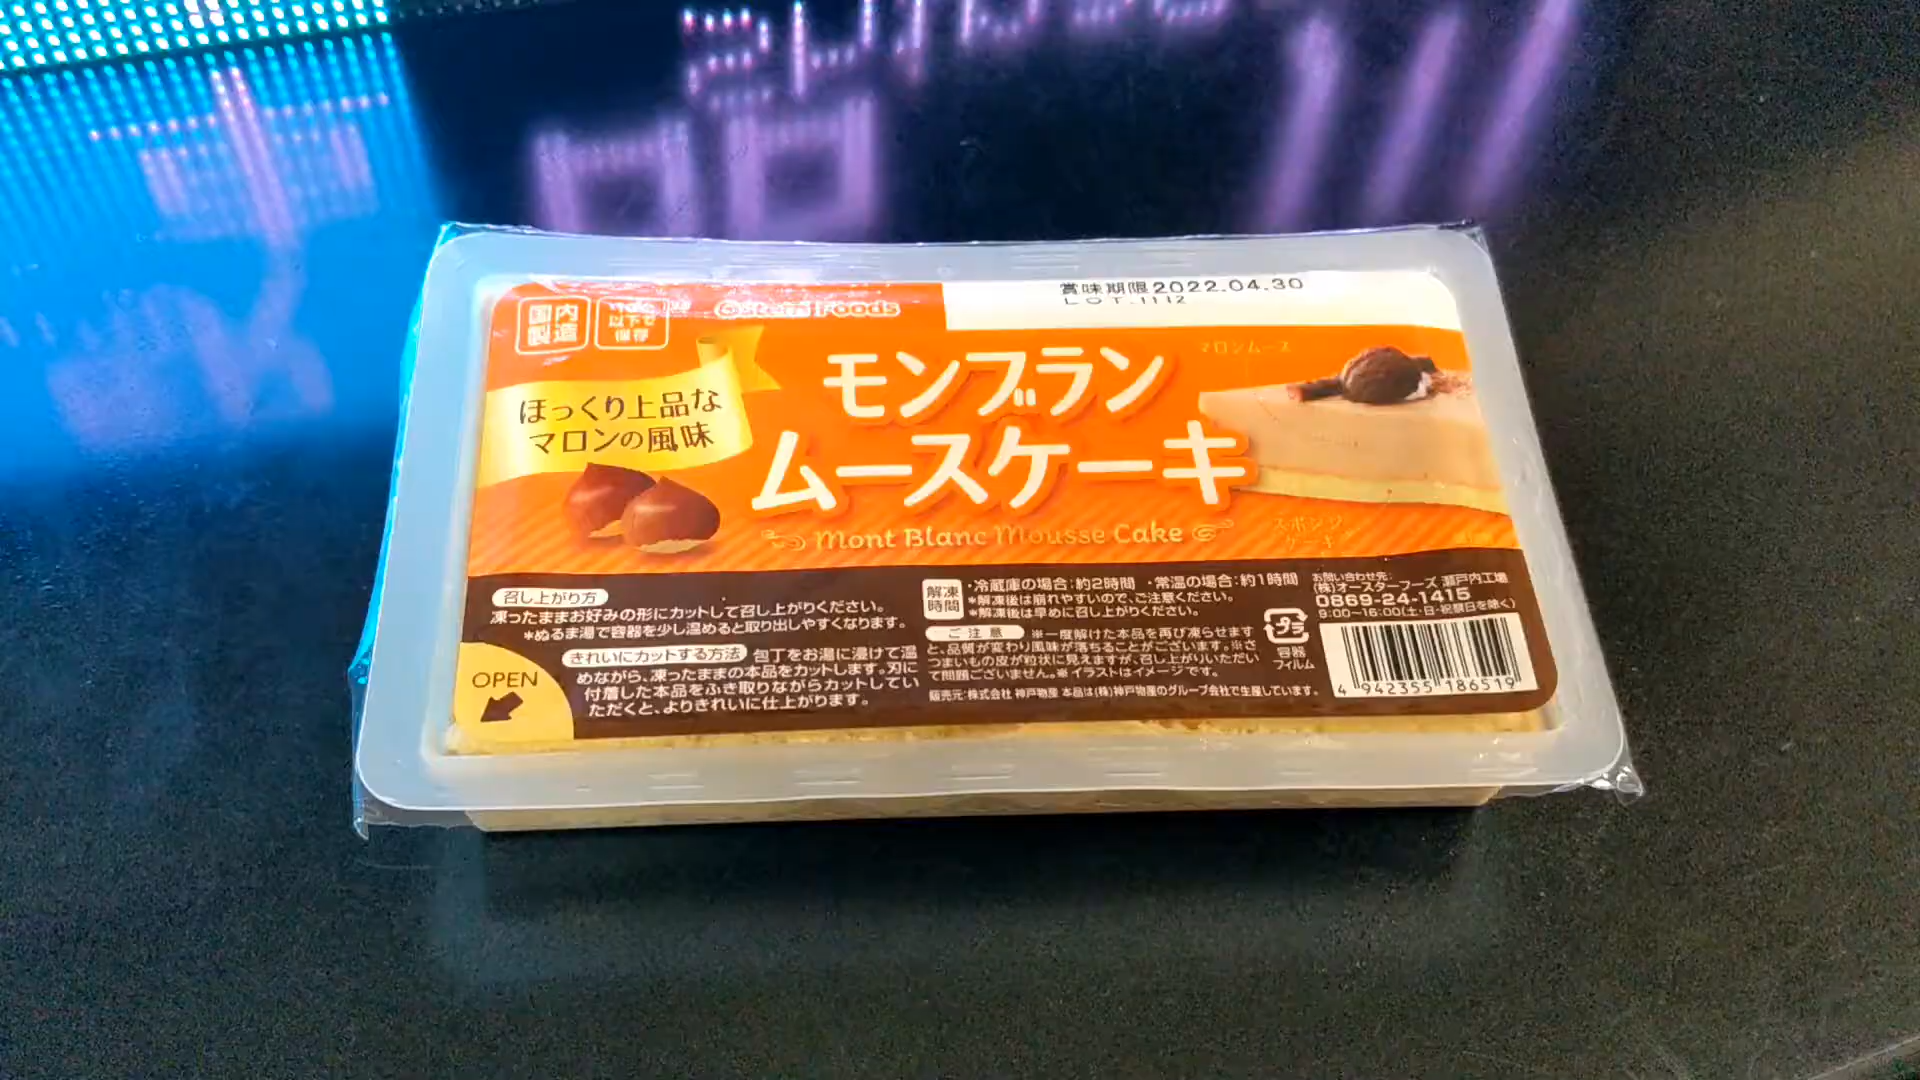 賞味期限2022.04.30
LOT.1112
国内
製造
以下で
保存
モンブラン
ムースケーキ
Mont Blanc Mousse Cake
ほっくり上品な
マロンの風味
マロンムース
スポンジ
ケーキ
召し上がり方
凍ったままお好みの形にカットして召し上がりください。
*ぬるま湯で容器を少し温めると取り出しやすくなります。
きれいにカットする方法 包丁をお湯に浸けて温
めながら、凍ったままの本品をカットします。刃に
付着した本品をふき取りながらカットしてい
ただくと、よりきれいに仕上がります。
OPEN
解凍
時間
・冷蔵庫の場合:約2時間 ・常温の場合:約1時間
*解凍後は崩れやすいので、ご注意ください。
*解凍後は早めに召し上がりください。
ご注意 ※一度解けた本品を再び凍らせます
と、品質が変わり風味が落ちることがございます。※さ
つまいもの皮が粒状に見えますが、召し上がりいただい
て問題ございません。※イラストはイメージです。
販売元:株式会社 神戸物産 本品は(株)神戸物産のグループ会社で生産しています。
プラ
容器
フィルム
お問い合わせ先:
(株)オースターフーズ 瀬戸内工場
0869-24-1415
9:00〜16:00(土・日・祝祭日を除く)
4 942355 186519